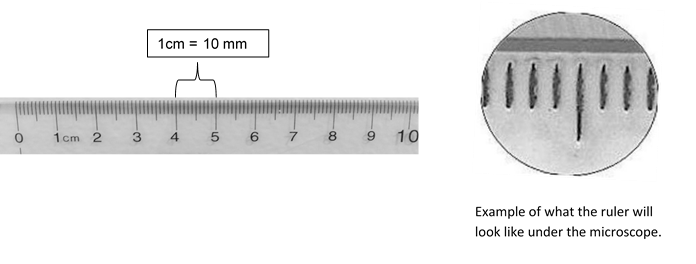 1cm = 10 mm
0 1cm 2 3 4 5 6 7 8 9 10
Example of what the ruler will
look like under the microscope.